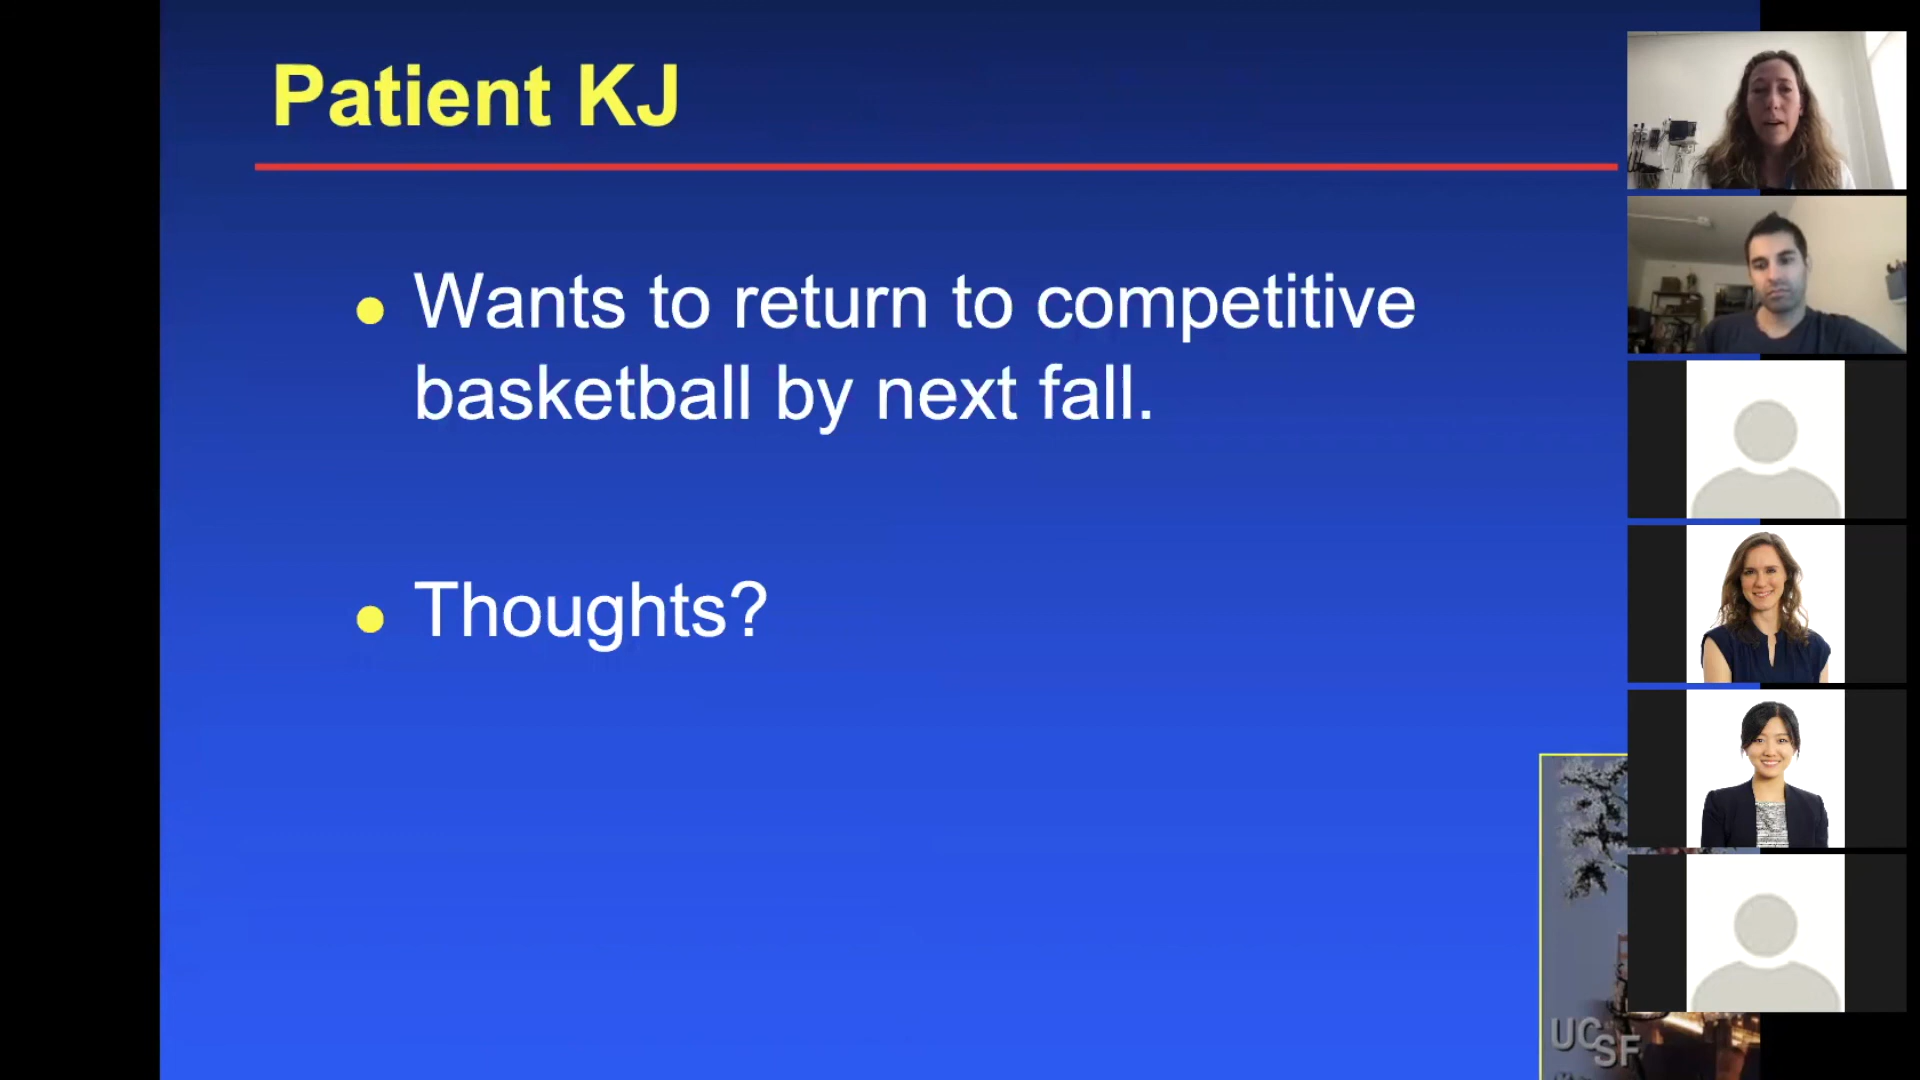 Patient KJ
Wants to return to competitive
basketball by next fall.
Thoughts?
UCSF